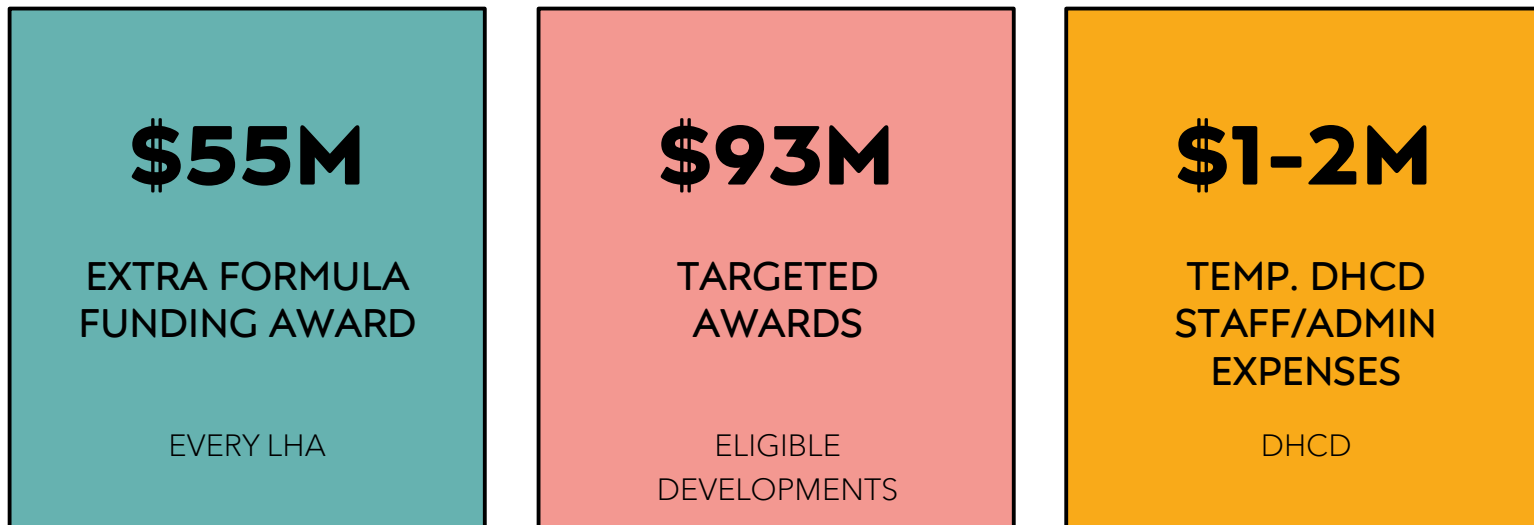 $55M
EXTRA FORMULA
FUNDING AWARD
EVERY LHA
$93M
TARGETED
AWARDS
ELIGIBLE
DEVELOPMENTS
$1-2M
TEMP. DHCD
STAFF/ADMIN
EXPENSES
DHCD